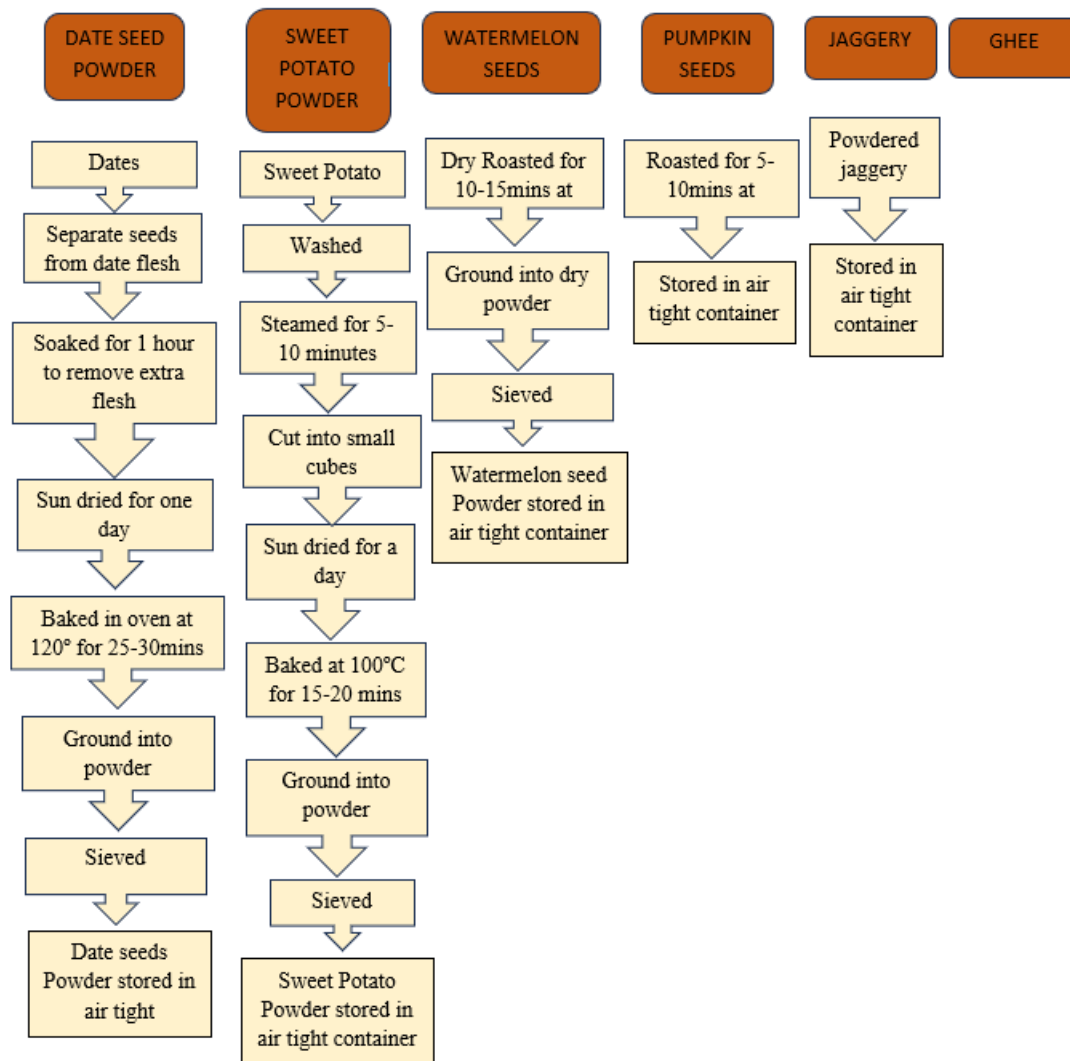 DATE SEED
POWDER
Dates
Separate seeds
from date flesh
Soaked for 1 hour
to remove extra
flesh
Sun dried for one
day
Baked in oven at
120° for 25-30mins
Ground into
powder
Sieved
Date seeds
Powder stored in
air tight
SWEET
POTATO
POWDER
Sweet Potato
Washed
Steamed for 5-
10 minutes
Cut into small
cubes
Sun dried for a
day
Baked at 100°C
for 15-20 mins
Ground into
powder
Sieved
Sweet Potato
Powder stored in
air tight container
WATERMELON
SEEDS
Dry Roasted for
10-15mins at
Ground into dry
powder
Sieved
Watermelon seed
Powder stored in
air tight container
PUMPKIN
SEEDS
Roasted for 5-
10mins at
Stored in air
tight container
JAGGERY
Powdered
jaggery
Stored in
air tight
container
GHEE